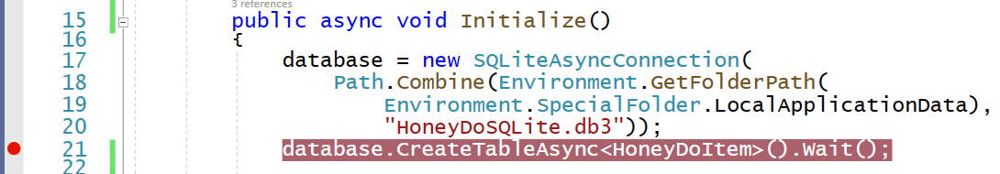 3 references
15 public async void Initialize()
16 {
17 database = new SQLiteAsyncConnection(
18 Path.Combine(Environment.GetFolderPath(
19 Environment.SpecialFolder.LocalApplicationData),
20 "HoneyDoSQLite.db3"));
21 database.CreateTableAsync<HoneyDoItem>().Wait();
22